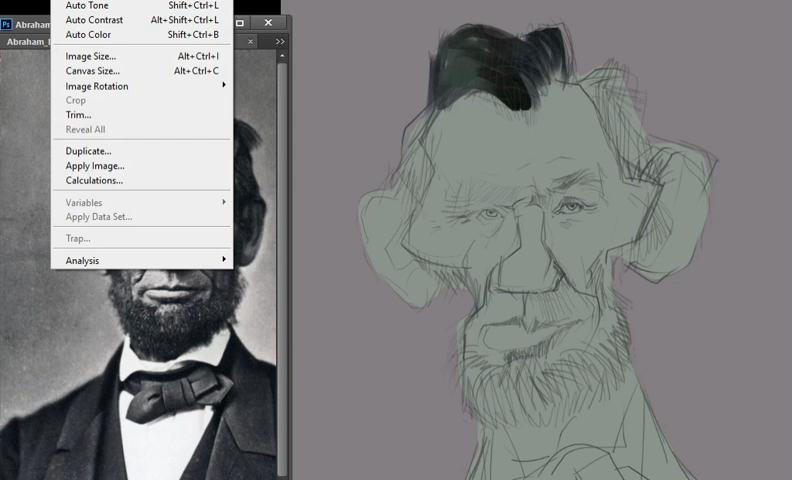 Auto Tone Shift+Ctrl+L
Auto Contrast Alt+Shift+Ctrl+L
Auto Color Shift+Ctrl+B
Image Size... Alt+Ctrl+I
Canvas Size... Alt+Ctrl+C
Image Rotation
Crop
Trim...
Reveal All
Duplicate...
Apply Image...
Calculations...
Variables
Apply Data Set...
Trap...
Analysis
Ps Abraham
Abraham_